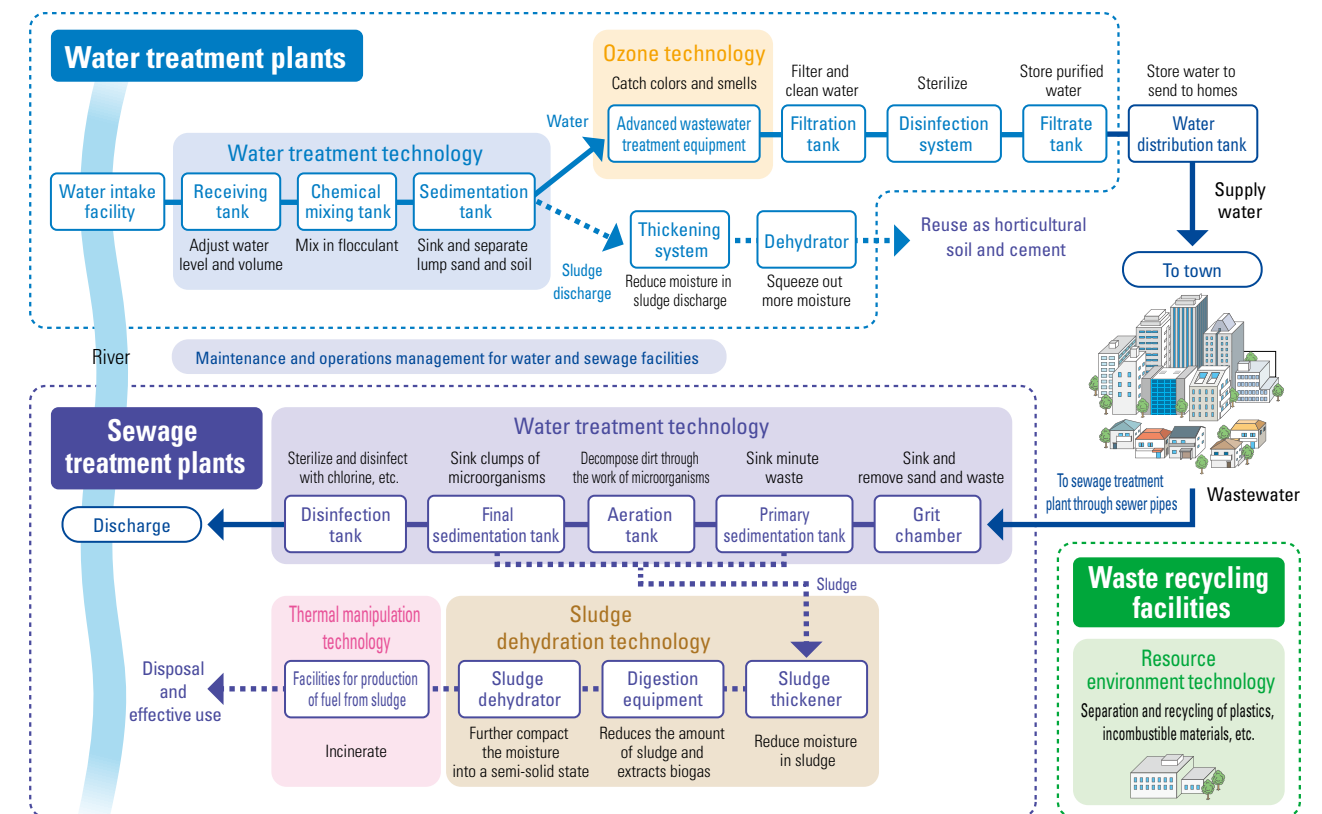 Water treatment plants
Ozone technology
Catch colors and smells
Advanced wastewater
treatment equipment
Filter and
clean water
Filtration
tank
Sterilize
Disinfection
system
Store purified
water
Filtrate
tank
Store water to
send to homes
Water
distribution tank
Water
Water treatment technology
Water intake
facility
Receiving
tank
Adjust water
level and volume
Chemical
mixing tank
Mix in flocculant
Sedimentation
tank
Sink and separate
lump sand and soil
Sludge
discharge
Thickening
system
Reduce moisture in
sludge discharge
Dehydrator
Squeeze out
more moisture
Reuse as horticultural
soil and cement
Supply
water
To town
River
Maintenance and operations management for water and sewage facilities
Sewage
treatment plants
Water treatment technology
Sterilize and disinfect
with chlorine, etc.
Disinfection
tank
Sink clumps of
microorganisms
Final
sedimentation tank
Decompose dirt through
the work of microorganisms
Aeration
tank
Sink minute
waste
Primary
sedimentation tank
Sink and
remove sand and waste
Grit
chamber
To sewage treatment
plant through sewer pipes
Wastewater
Discharge
Sludge
Thermal manipulation
technology
Facilities for production
of fuel from sludge
Incinerate
Sludge
dehydration technology
Sludge
dehydrator
Further compact
the moisture
into a semi-solid state
Digestion
equipment
Reduces the amount
of sludge and
extracts biogas
Sludge
thickener
Reduce moisture
in sludge
Disposal
and
effective use
Waste recycling
facilities
Resource
environment technology
Separation and recycling of plastics,
incombustible materials, etc.